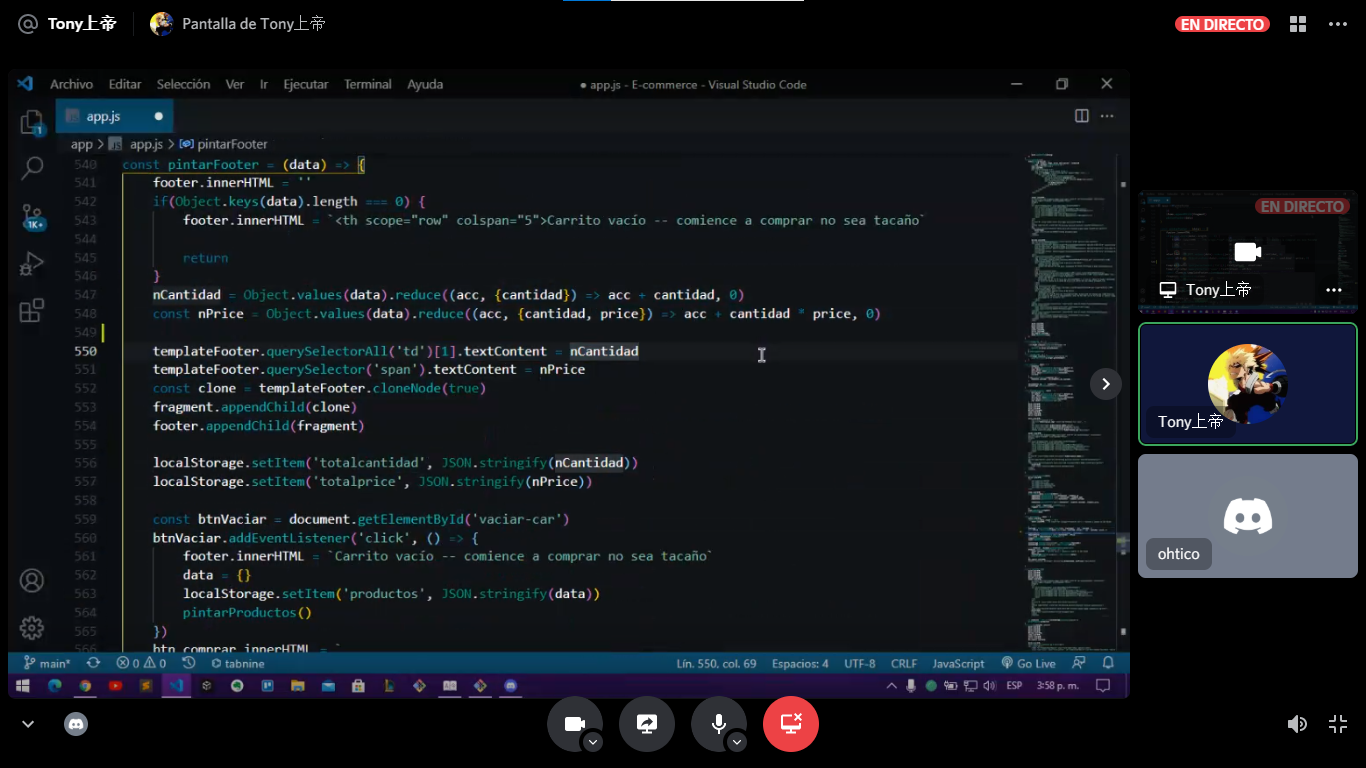 Tony上帝
Pantalla de Tony上帝
EN DIRECTO
Archivo Editar Selección Ver Ir Ejecutar Terminal Ayuda
● app.js - E-commerce - Visual Studio Code
app.js
app > app.js > pintarFooter
540 const pintarFooter = (data) => {
541 footer.innerHTML = ''
542 if(Object.keys(data).length === 0) {
543 footer.innerHTML = `<th scope="row" colspan="5">Carrito vacío -- comience a comprar no sea tacaño`
544
545 return
546 }
547 nCantidad = Object.values(data).reduce((acc, {cantidad}) => acc + cantidad, 0)
548 const nPrice = Object.values(data).reduce((acc, {cantidad, price}) => acc + cantidad * price, 0)
549
550 templateFooter.querySelectorAll('td')[1].textContent = nCantidad
551 templateFooter.querySelector('span').textContent = nPrice
552 const clone = templateFooter.cloneNode(true)
553 fragment.appendChild(clone)
554 footer.appendChild(fragment)
555
556 localStorage.setItem('totalcantidad', JSON.stringify(nCantidad))
557 localStorage.setItem('totalprice', JSON.stringify(nPrice))
558
559 const btnVaciar = document.getElementById('vaciar-car')
560 btnVaciar.addEventListener('click', () => {
561 footer.innerHTML = `Carrito vacío -- comience a comprar no sea tacaño`
562 data = {}
563 localStorage.setItem('productos', JSON.stringify(data))
564 pintarProductos()
565 })
566 btn comprar innerHTML = `
1
1K+
main* 0 0 tabnine
Lín. 550, col. 69 Espacios: 4 UTF-8 CRLF JavaScript Go Live
ESP 3:58 p. m.
EN DIRECTO
Tony上帝
Tony上帝
ohtico